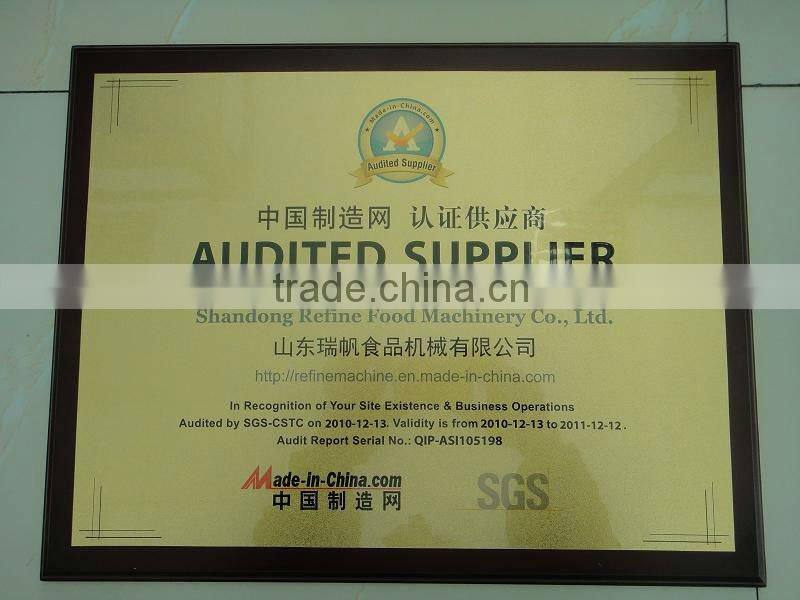 Made-in-China.com
A
Audited Supplier
中国制造网 认证供应商
AUDITED SUPPLIER
trade.china.cn
Shandong Refine Food Machinery Co., Ltd.
山东瑞帆食品机械有限公司
http://refinemachine.en.made-in-china.com
In Recognition of Your Site Existence & Business Operations
Audited by SGS-CSTC on 2010-12-13. Validity is from 2010-12-13 to 2011-12-12.
Audit Report Serial No.: QIP-ASI105198
Made-in-China.com
中国制造网
SGS